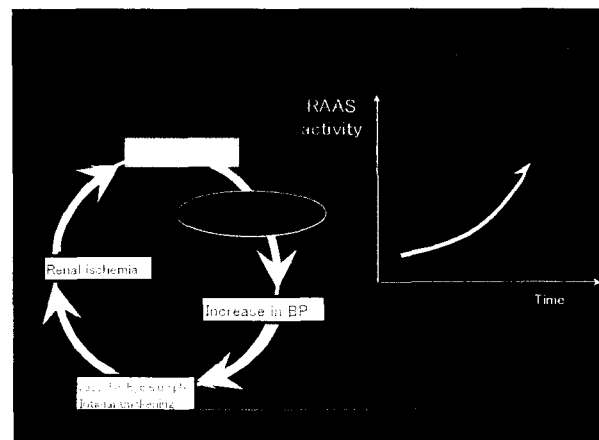 RAAS
activity
Renal ischemia
Increase in BP
Time
Intimal thickening